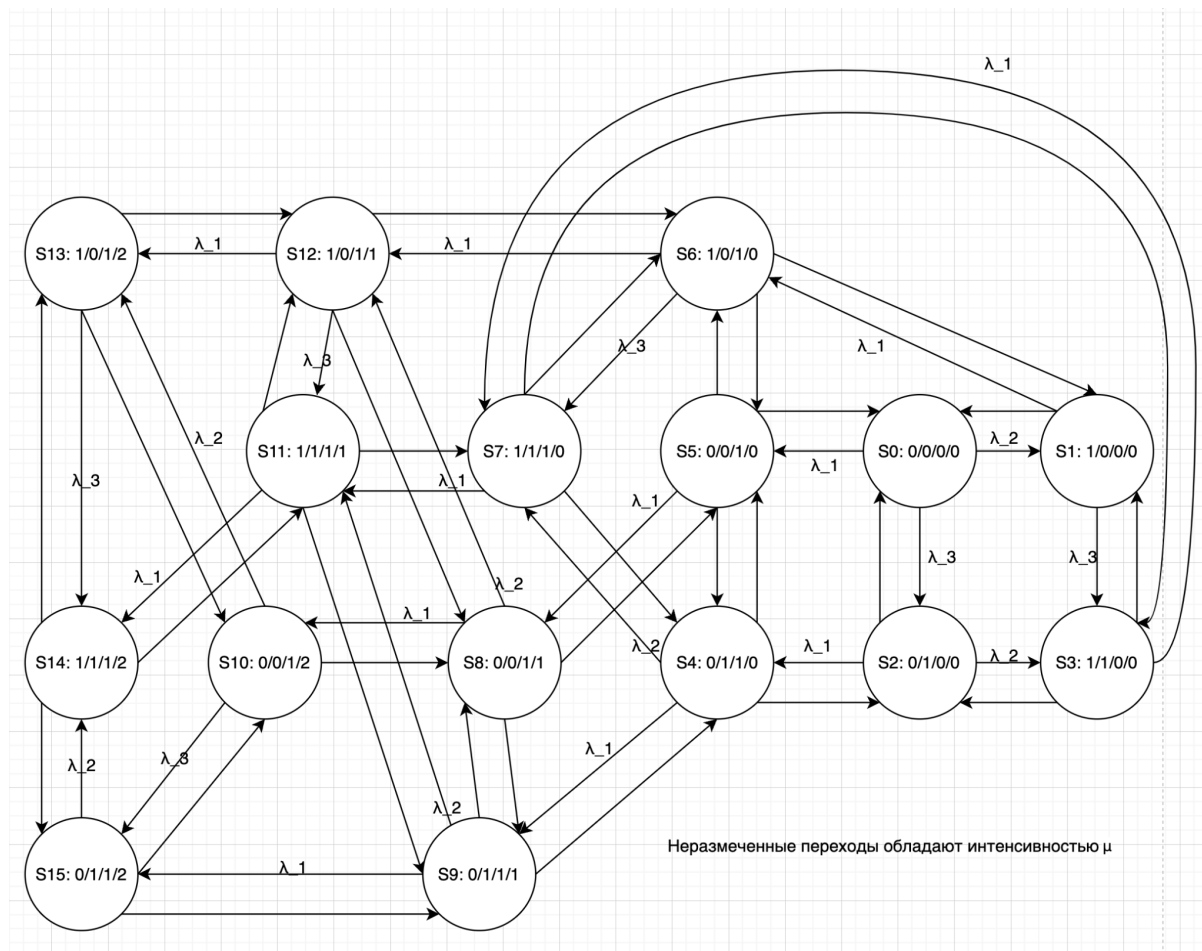 λ_1
S13: 1/0/1/2
λ_1
S12: 1/0/1/1
λ_1
S6: 1/0/1/0
λ_3
λ_3
λ_1
λ_2
S11: 1/1/1/1
S7: 1/1/1/0
S5: 0/0/1/0
λ_1
S0: 0/0/0/0
λ_2
S1: 1/0/0/0
λ_3
λ_1
λ_1
λ_3
λ_3
λ_1
λ_2
λ_1
S14: 1/1/1/2
S10: 0/0/1/2
S8: 0/0/1/1
λ_2
S4: 0/1/1/0
λ_1
S2: 0/1/0/0
λ_2
S3: 1/1/0/0
λ_2
λ_3
λ_1
λ_2
Неразмеченные переходы обладают интенсивностью μ
S15: 0/1/1/2
λ_1
S9: 0/1/1/1